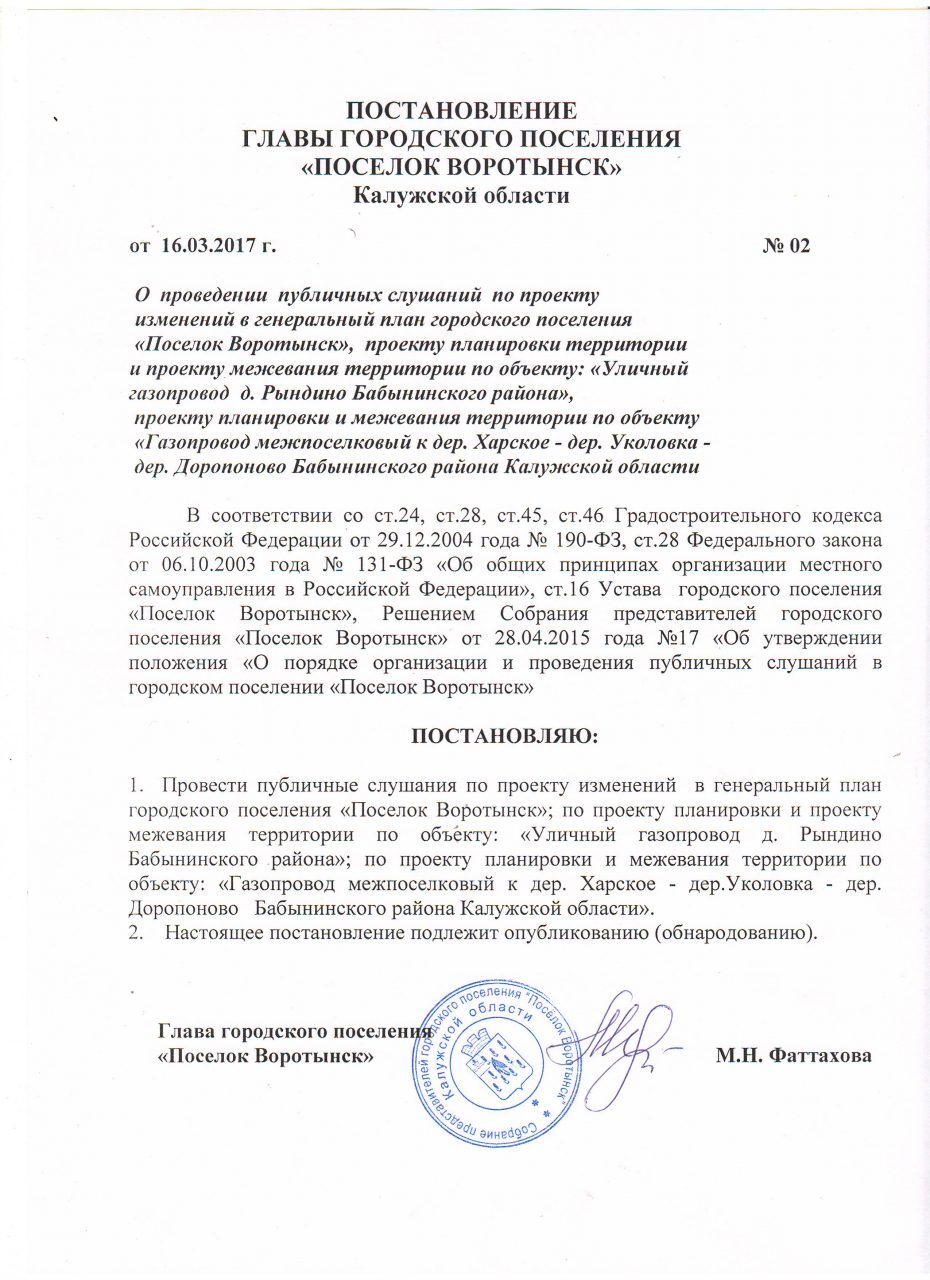 ПОСТАНОВЛЕНИЕ
ГЛАВЫ ГОРОДСКОГО ПОСЕЛЕНИЯ
«ПОСЕЛОК ВОРОТЫНСК»
Калужской области
от 16.03.2017 г. № 02
О проведении публичных слушаний по проекту
изменений в генеральный план городского поселения
«Поселок Воротынск», проекту планировки территории
и проекту межевания территории по объекту: «Уличный
газопровод д. Рындино Бабынинского района»,
проекту планировки и межевания территории по объекту
«Газопровод межпоселковый к дер. Харское - дер. Уколовка -
дер. Доропоново Бабынинского района Калужской области
В соответствии со ст.24, ст.28, ст.45, ст.46 Градостроительного кодекса
Российской Федерации от 29.12.2004 года № 190-ФЗ, ст.28 Федерального закона
от 06.10.2003 года № 131-ФЗ «Об общих принципах организации местного
самоуправления в Российской Федерации», ст.16 Устава городского поселения
«Поселок Воротынск», Решением Собрания представителей городского
поселения «Поселок Воротынск» от 28.04.2015 года №17 «Об утверждении
положения «О порядке организации и проведения публичных слушаний в
городском поселении «Поселок Воротынск»
ПОСТАНОВЛЯЮ:
1. Провести публичные слушания по проекту изменений в генеральный план
городского поселения «Поселок Воротынск»; по проекту планировки и проекту
межевания территории по объекту: «Уличный газопровод д. Рындино
Бабынинского района»; по проекту планировки и межевания территории по
объекту: «Газопровод межпоселковый к дер. Харское - дер.Уколовка - дер.
Доропоново Бабынинского района Калужской области».
2. Настоящее постановление подлежит опубликованию (обнародованию).
Глава городского поселения
«Поселок Воротынск» М.Н. Фаттахова
Собрание представителей городского поселения "Поселок Воротынск"
Калужской области